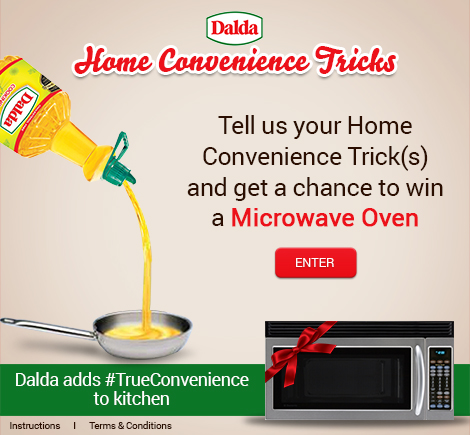 Dalda
Home Convenience Tricks
Dalda
COOKING
Tell us your Home
Convenience Trick(s)
and get a chance to win
a Microwave Oven
ENTER
Dalda adds #TrueConvenience
to kitchen
Instructions I Terms & Conditions